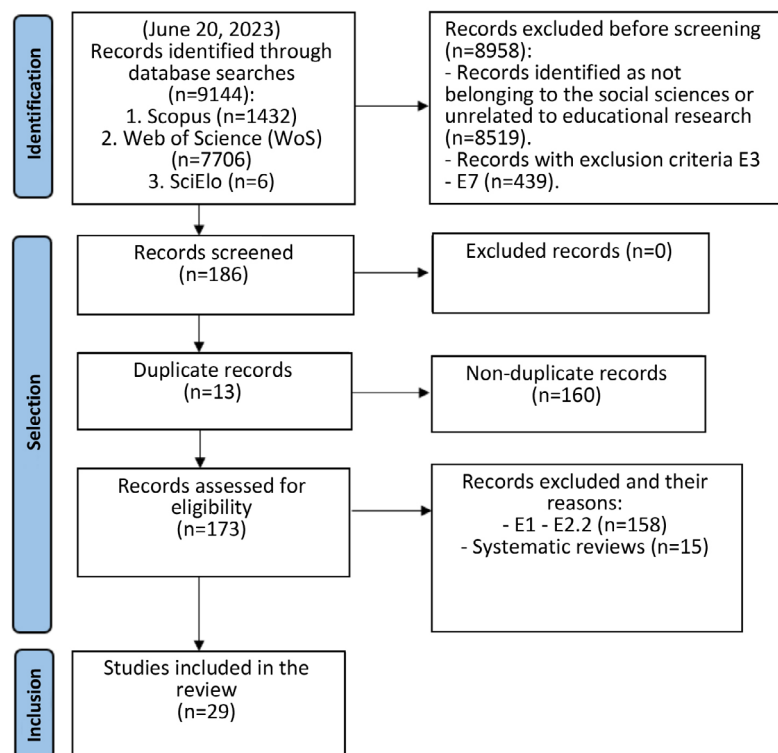 Identification
(June 20, 2023)
Records identified through
database searches
(n=9144):
1. Scopus (n=1432)
2. Web of Science (WoS)
(n=7706)
3. SciElo (n=6)
Records excluded before screening
(n=8958):
- Records identified as not
belonging to the social sciences or
unrelated to educational research
(n=8519).
- Records with exclusion criteria E3
- E7 (n=439).
Selection
Records screened
(n=186)
Excluded records (n=0)
Duplicate records
(n=13)
Non-duplicate records
(n=160)
Records assessed for
eligibility
(n=173)
Records excluded and their
reasons:
- E1 - E2.2 (n=158)
- Systematic reviews (n=15)
Inclusion
Studies included in the
review
(n=29)